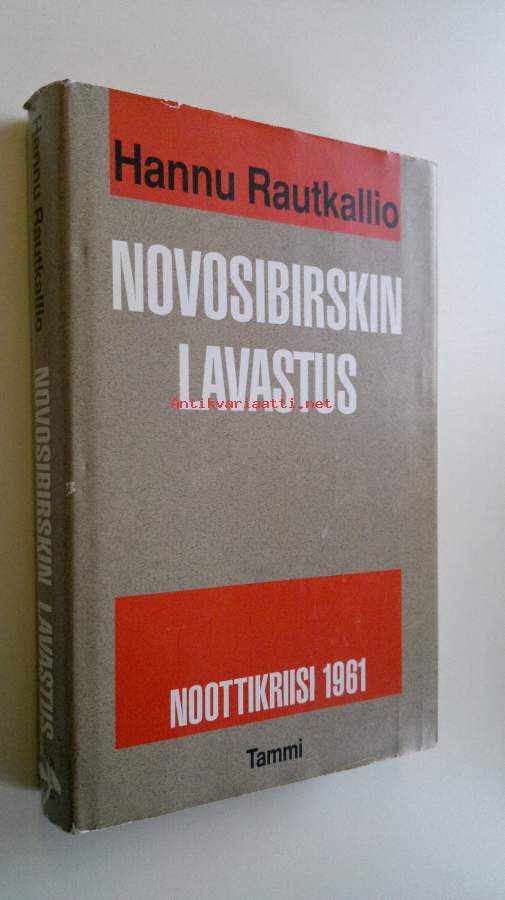 Hannu Rautkallio
NOVOSIBIRSKIN
LAVASTUS
Antikvariaatti.net
NOOTTIKRIISI 1961
Tammi
Hannu Rautkallio NOVOSIBIRSKIN LAVASTUS